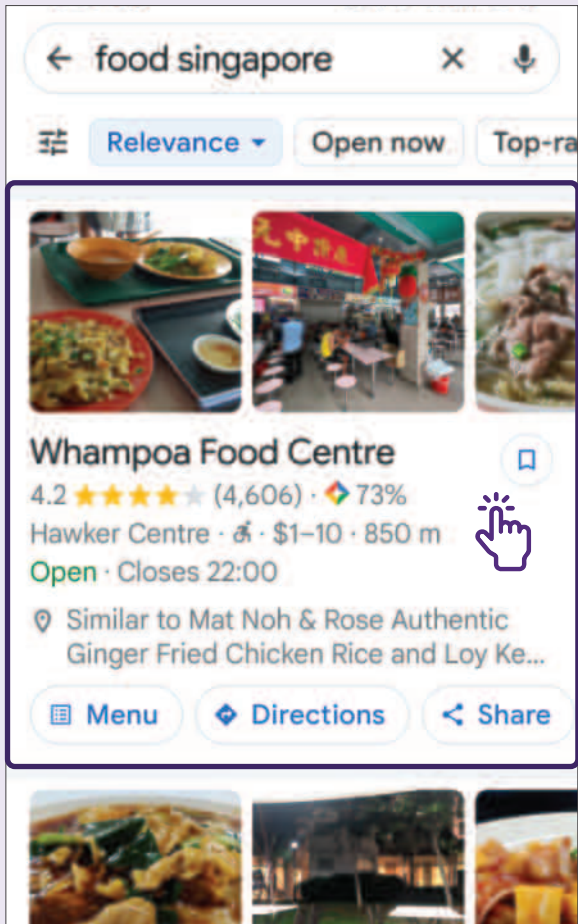 food singapore
Relevance
Open now
Top-ra
Whampoa Food Centre
4.2 (4,606) · 73%
Hawker Centre · $1–10 · 850 m
Open · Closes 22:00
Similar to Mat Noh & Rose Authentic
Ginger Fried Chicken Rice and Loy Ke...
Menu
Directions
Share